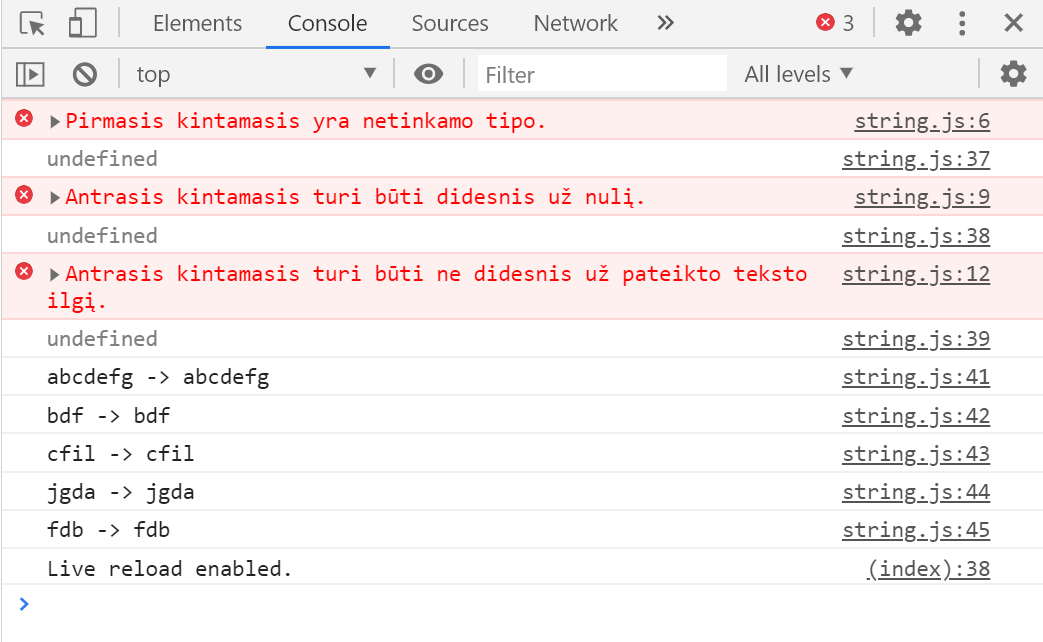 Elements Console Sources Network 3
top Filter All levels
Pirmasis kintamasis yra netinkamo tipo. string.js:6
undefined string.js:37
Antrasis kintamasis turi būti didesnis už nulį. string.js:9
undefined string.js:38
Antrasis kintamasis turi būti ne didesnis už pateikto teksto string.js:12
ilgį.
undefined string.js:39
abcdefg -> abcdefg string.js:41
bdf -> bdf string.js:42
cfil -> cfil string.js:43
jgda -> jgda string.js:44
fdb -> fdb string.js:45
Live reload enabled. (index):38